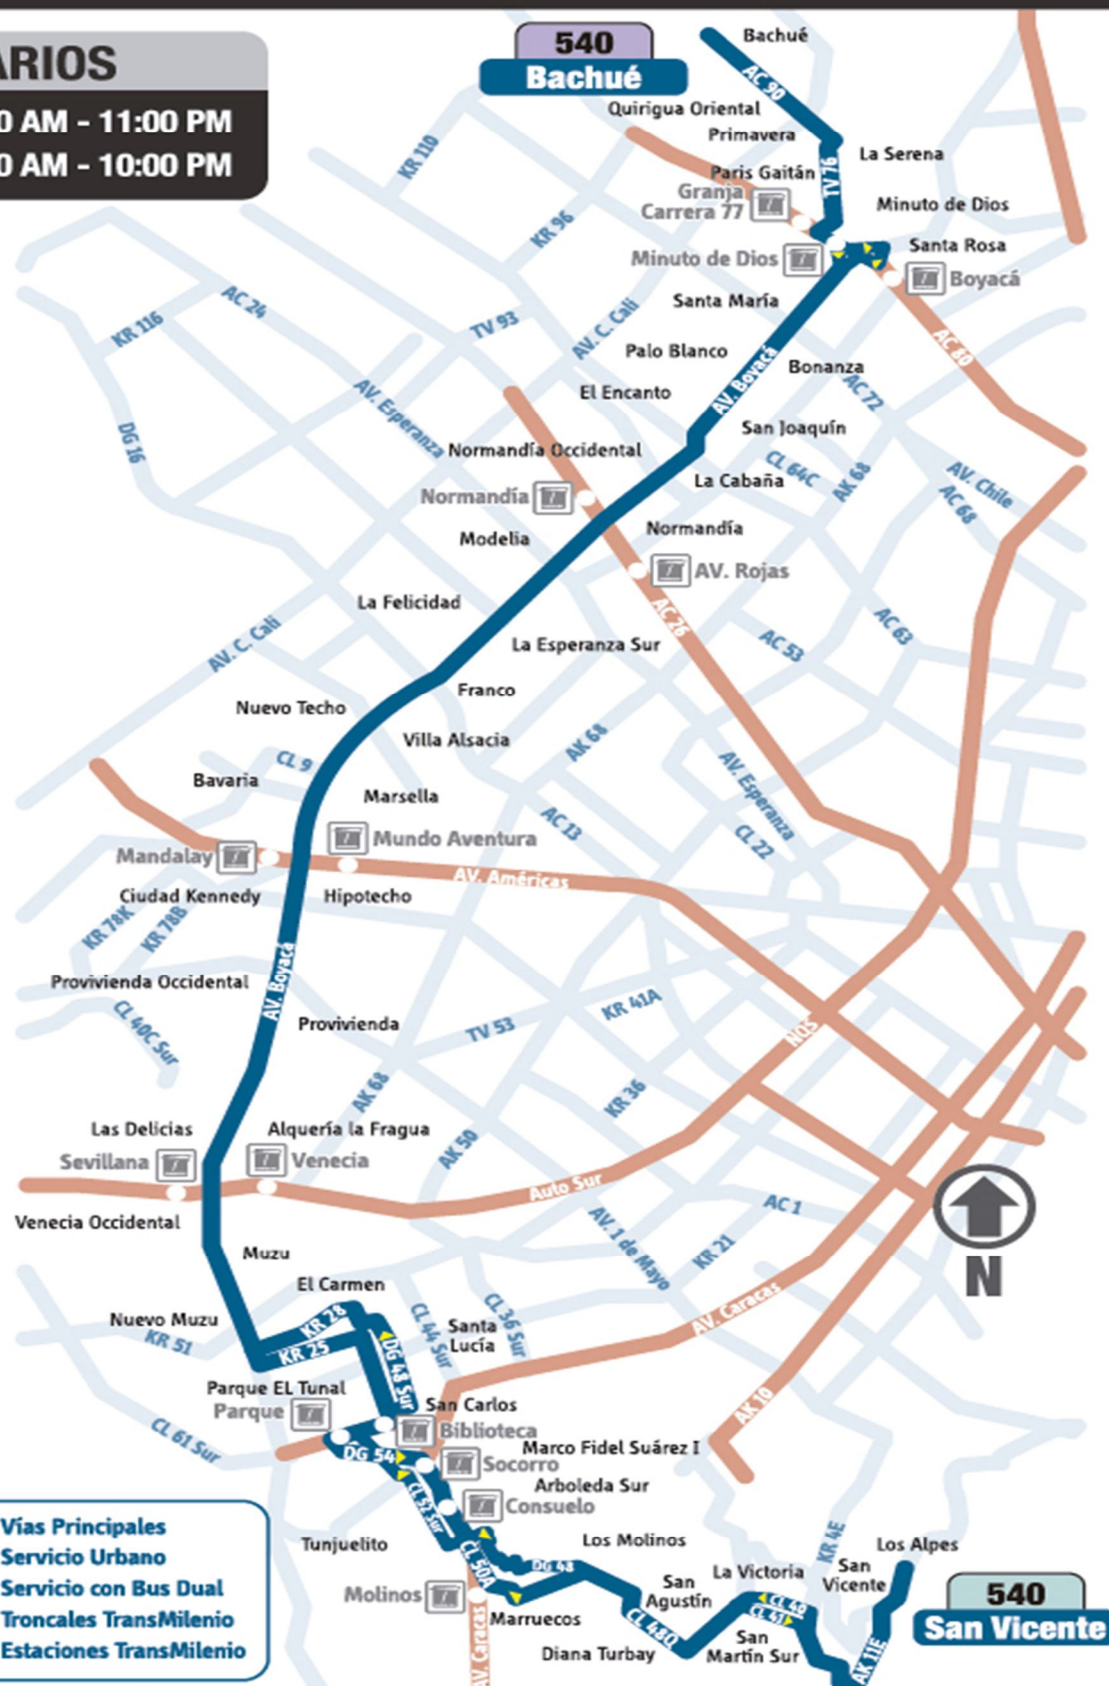 ARIOS
0 AM - 11:00 PM
0 AM - 10:00 PM
540
Bachué
Bachué
AC 90
Quirigua Oriental
Primavera
La Serena
KR 110
TV 76
Paris Gaitán
Granja
Carrera 77
Minuto de Dios
KR 96
Santa Rosa
Minuto de Dios
Boyacá
AC 24
Santa María
KR 116
TV 93
AV. C. Cali
AC 80
Palo Blanco
AV. Boyacá
Bonanza
El Encanto
AC 72
AV. Esperanza
DG 16
San Joaquín
Normandía Occidental
CL 64C
AK 68
La Cabaña
AV. Chile
AC 68
Normandía
Normandía
Modelia
AV. Rojas
La Felicidad
AC 26
AC 63
AV. C. Cali
La Esperanza Sur
AC 53
Franco
Nuevo Techo
Villa Alsacia
AK 68
CL 9
Bavaria
AV. Esperanza
Marsella
AC 13
CL 22
Mundo Aventura
Mandalay
AV. Américas
Ciudad Kennedy
Hipotecho
KR 78K
KR 78B
AV. Boyacá
Provivienda Occidental
KR 41A
CL 40C Sur
Provivienda
TV 53
NQS
AK 68
KR 36
Las Delicias
Alquería la Fragua
AK 50
Sevillana
Venecia
Auto Sur
AC 1
Venecia Occidental
AV. 1 de Mayo
KR 21
Muzu
El Carmen
N
Nuevo Muzu
KR 28
CL 44 Sur
CL 36 Sur
Santa
Lucía
AV. Caracas
KR 51
KR 25
DG 48 Sur
Parque EL Tunal
Parque
San Carlos
AK 10
Biblioteca
CL 61 Sur
DG 54
Marco Fidel Suárez I
Socorro
Arboleda Sur
CL 52 Sur
Consuelo
Vías Principales
Servicio Urbano
Servicio con Bus Dual
Troncales TransMilenio
Estaciones TransMilenio
Tunjuelito
Los Molinos
KR 4E
Los Alpes
CL 50A
DG 48
La Victoria
San
Vicente
Molinos
San
Agustín
540
San Vicente
CL 40
CL 41
Marruecos
CL 48Q
AV. Caracas
Diana Turbay
San
Martín Sur
AK 11E